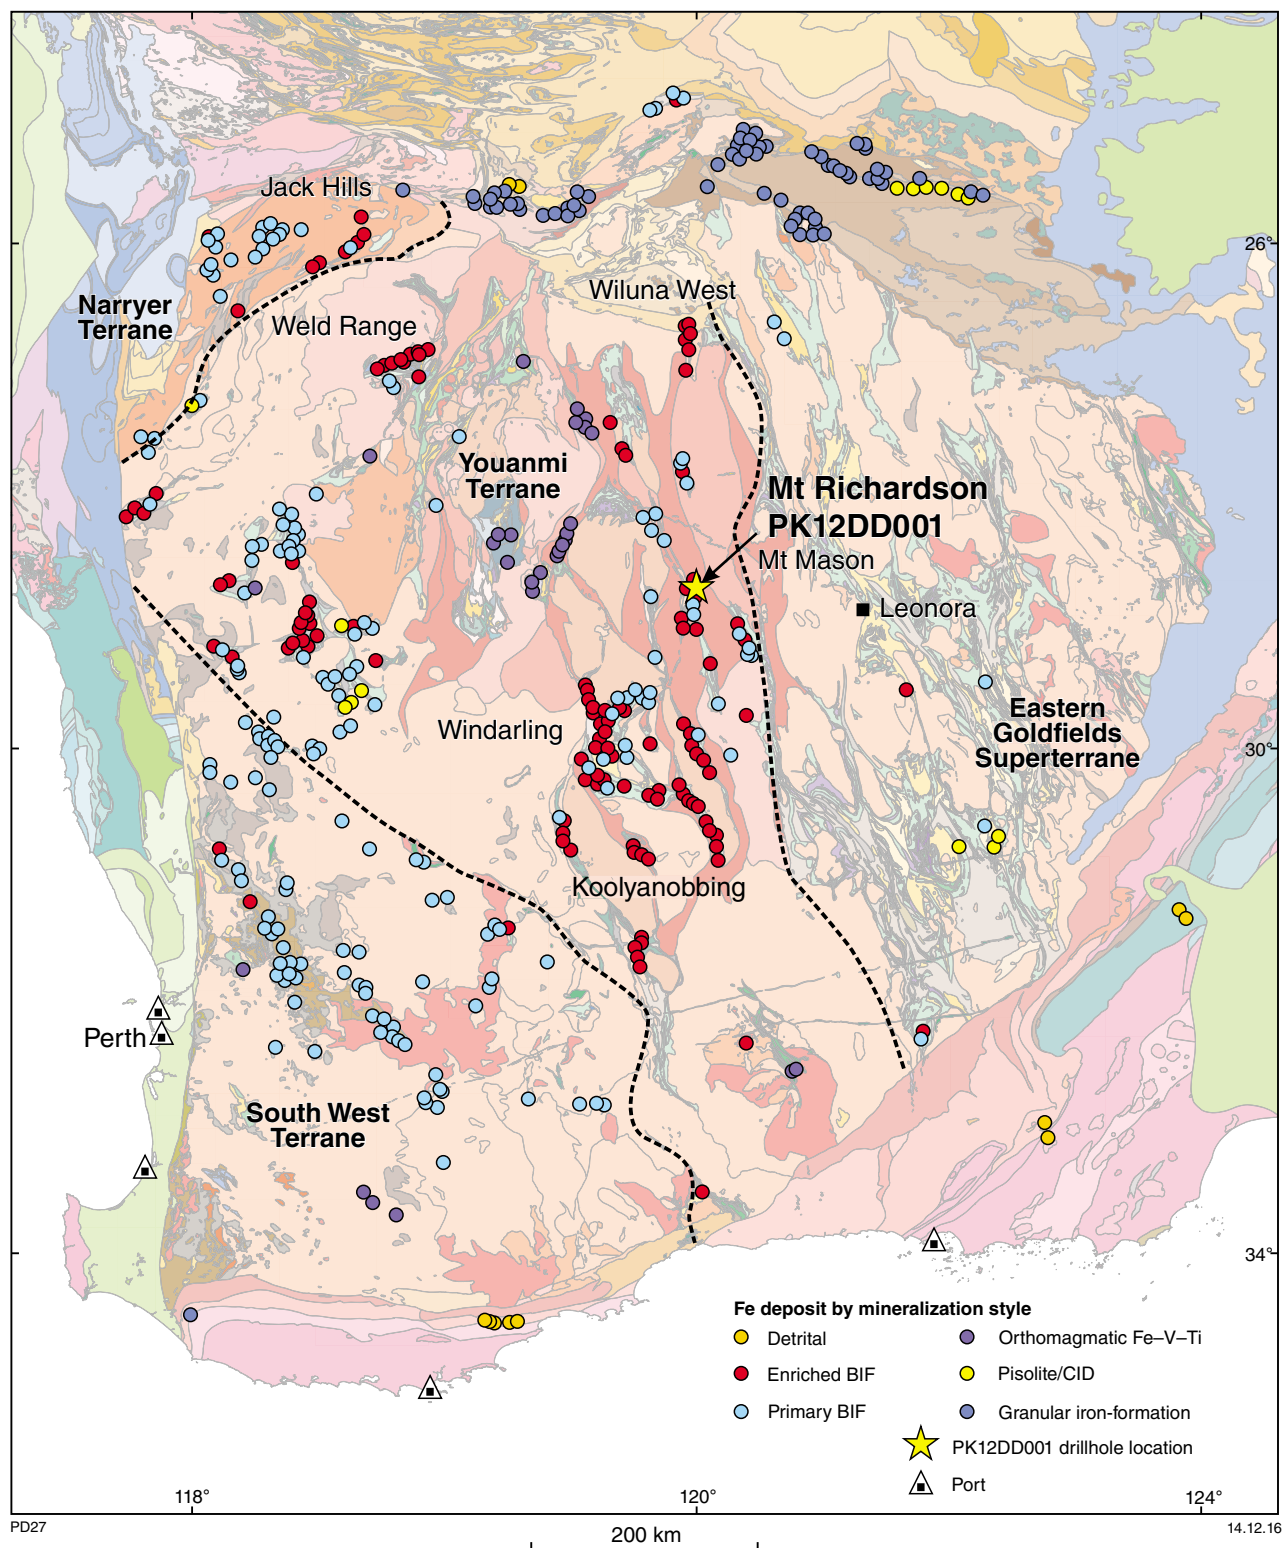 Jack Hills
26°
Narryer
Terrane
Wiluna West
Weld Range
Youanmi
Terrane
Mt Richardson
PK12DD001
Mt Mason
Leonora
Eastern
Goldfields
Superterrane
Windarling
30°
Koolyanobbing
Perth
South West
Terrane
34°
Fe deposit by mineralization style
Detrital
Orthomagmatic Fe–V–Ti
Enriched BIF
Pisolite/CID
Primary BIF
Granular iron-formation
PK12DD001 drillhole location
Port
118°
120°
124°
PD27
14.12.16
200 km